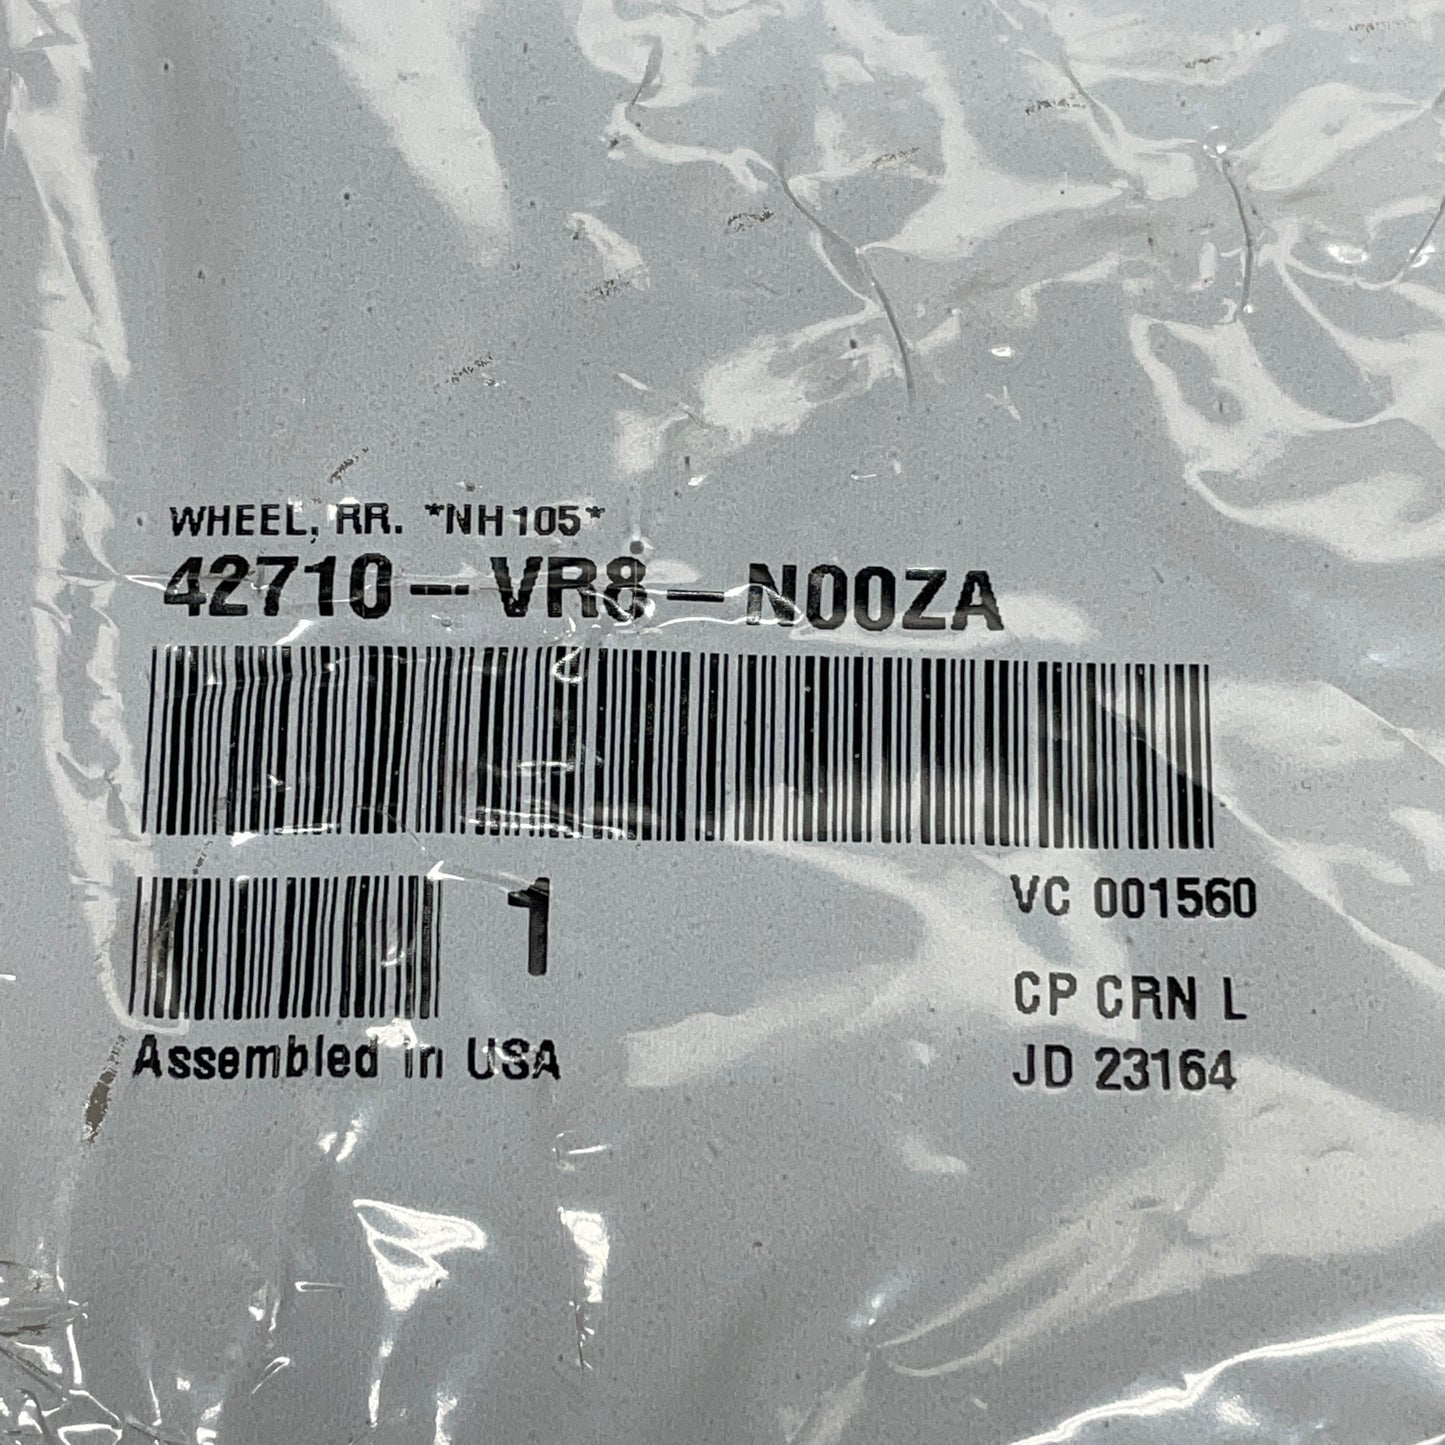 WHEEL, RR. *NH105*
42710-VR8-N00ZA
1
VC 001560
CP CRN L
Assembled in USA
JD 23164